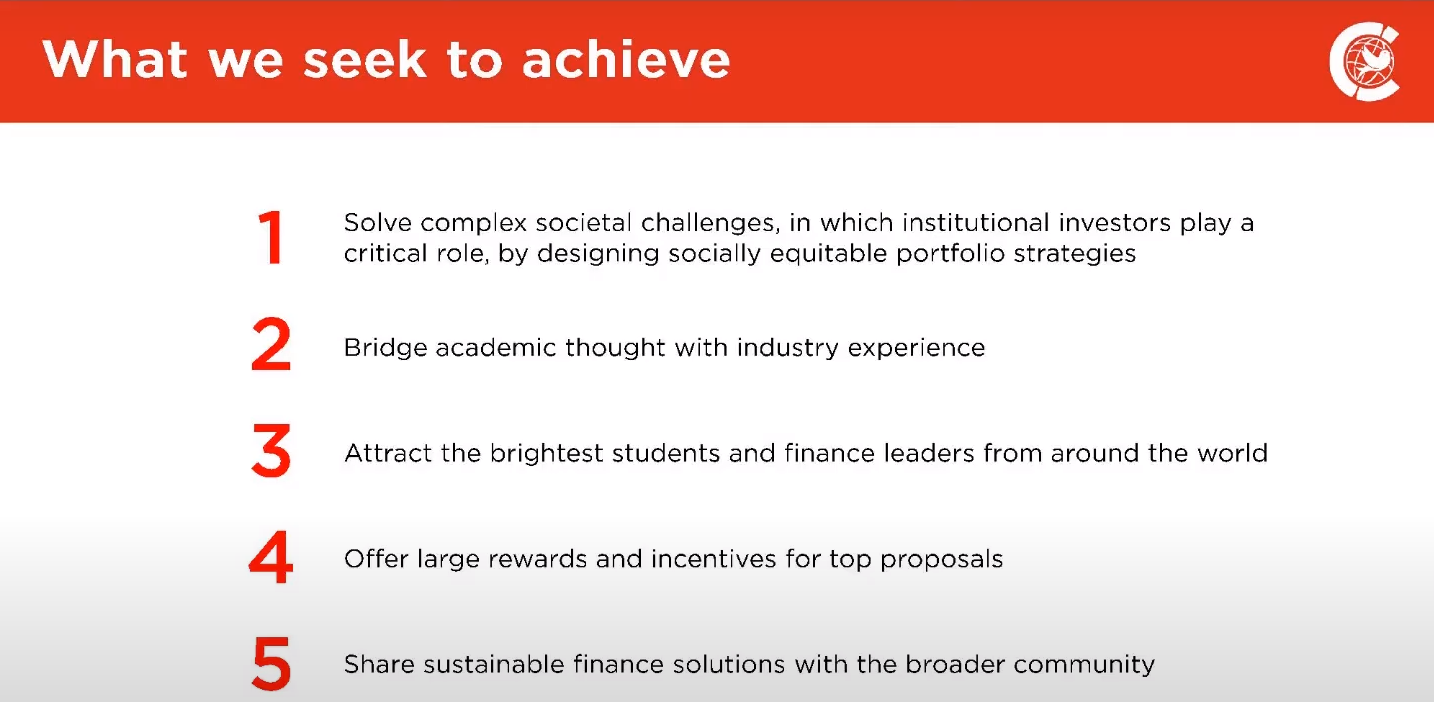 What we seek to achieve
1
Solve complex societal challenges, in which institutional investors play a
critical role, by designing socially equitable portfolio strategies
2
Bridge academic thought with industry experience
3
Attract the brightest students and finance leaders from around the world
4
Offer large rewards and incentives for top proposals
5
Share sustainable finance solutions with the broader community